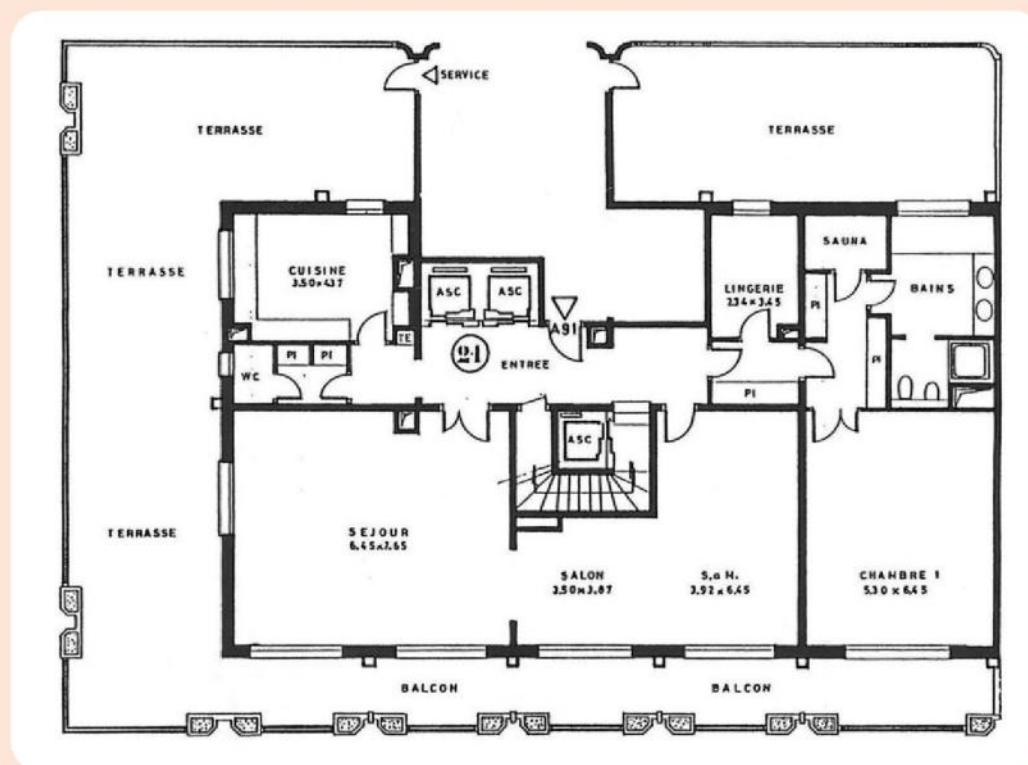 SERVICE
TERRASSE
TERRASSE
TERRASSE
CUISINE
3.50x4.37
ASC
ASC
A91
LINGERIE
2.34x3.45
SAUNA
PI
BAINS
TE
21
ENTREE
WC
PI
PI
PI
PI
ASC
TERRASSE
SEJOUR
6.45x7.65
SALON
3.50x3.87
S.a M.
3.92x6.45
CHAMBRE 1
5.30x6.45
BALCON
BALCON